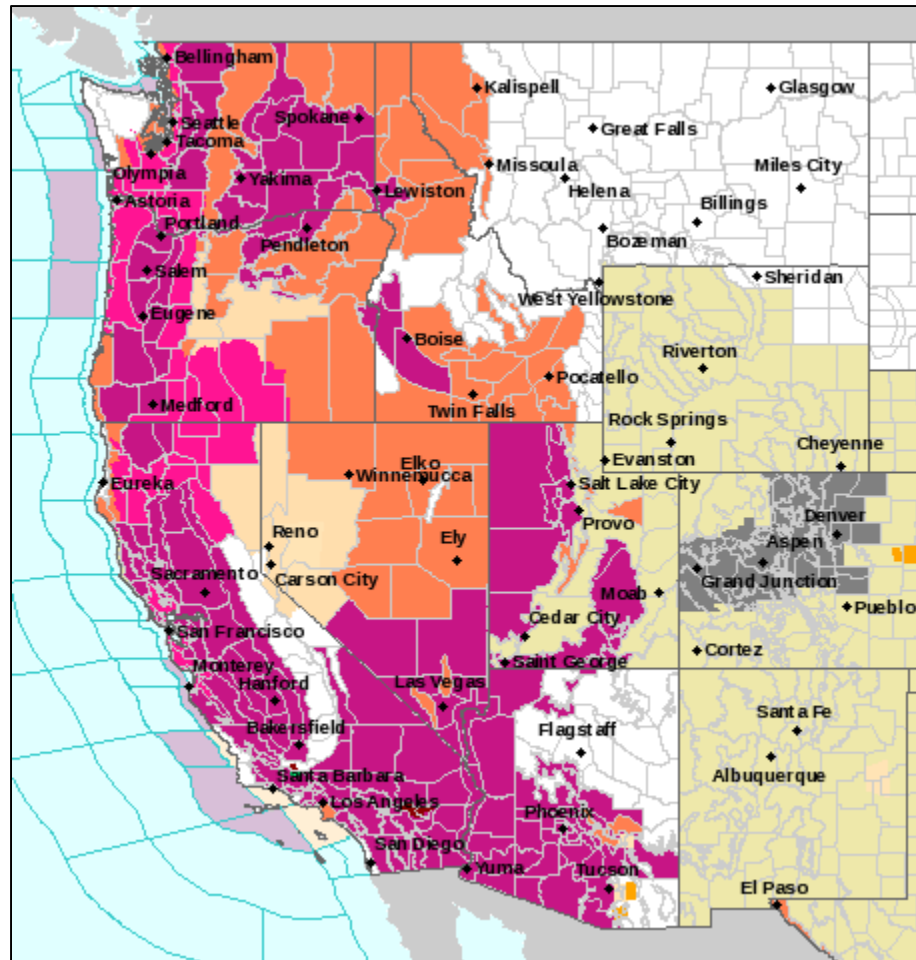 Bellingham
Kalispell
Glasgow
Seattle
Spokane
Great Falls
Tacoma
Olympia
Missoula
Miles City
Yakima
Lewiston
Helena
Astoria
Billings
Portland
Pendleton
Bozeman
Salem
Sheridan
West Yellowstone
Eugene
Boise
Riverton
Pocatello
Medford
Twin Falls
Rock Springs
Cheyenne
Elko
Evanston
Winnemucca
Eureka
Salt Lake City
Provo
Denver
Reno
Ely
Aspen
Carson City
Sacramento
Grand Junction
Moab
Pueblo
Cedar City
San Francisco
Cortez
Saint George
Monterey
Las Vegas
Hanford
Santa Fe
Flagstaff
Bakersfield
Albuquerque
Santa Barbara
Los Angeles
Phoenix
San Diego
Yuma
Tucson
El Paso